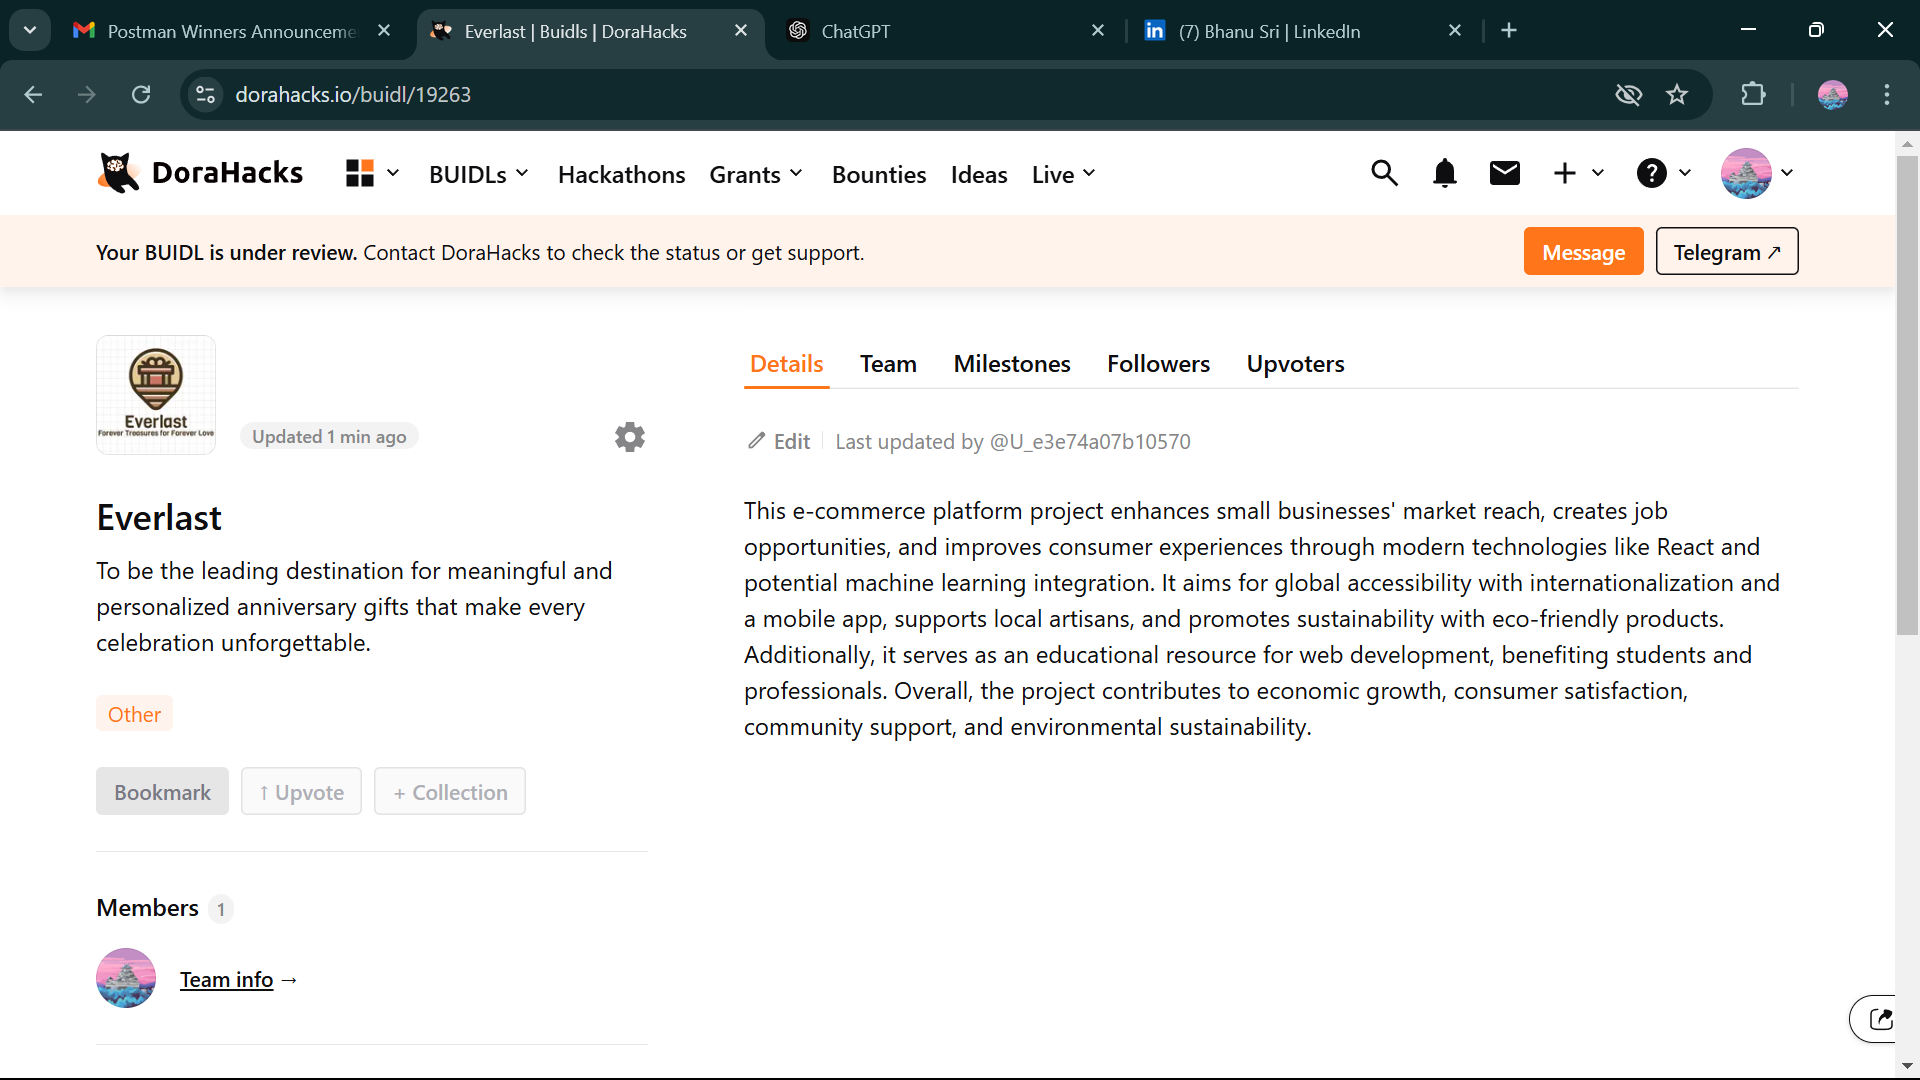 Postman Winners Announceme
Everlast | Buidls | DoraHacks
ChatGPT
(7) Bhanu Sri | LinkedIn
dorahacks.io/buidl/19263
DoraHacks
BUIDLs
Hackathons
Grants
Bounties
Ideas
Live
Your BUIDL is under review. Contact DoraHacks to check the status or get support.
Message
Telegram ↗
Everlast
Forever Treasures for Forever Love
Updated 1 min ago
Everlast
To be the leading destination for meaningful and
personalized anniversary gifts that make every
celebration unforgettable.
Other
Bookmark
↑ Upvote
+ Collection
Members 1
Team info →
Details
Team
Milestones
Followers
Upvoters
Edit
Last updated by @U_e3e74a07b10570
This e-commerce platform project enhances small businesses' market reach, creates job
opportunities, and improves consumer experiences through modern technologies like React and
potential machine learning integration. It aims for global accessibility with internationalization and
a mobile app, supports local artisans, and promotes sustainability with eco-friendly products.
Additionally, it serves as an educational resource for web development, benefiting students and
professionals. Overall, the project contributes to economic growth, consumer satisfaction,
community support, and environmental sustainability.